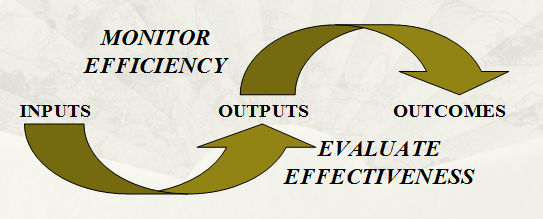 MONITOR
EFFICIENCY
INPUTS OUTPUTS OUTCOMES
EVALUATE
EFFECTIVENESS